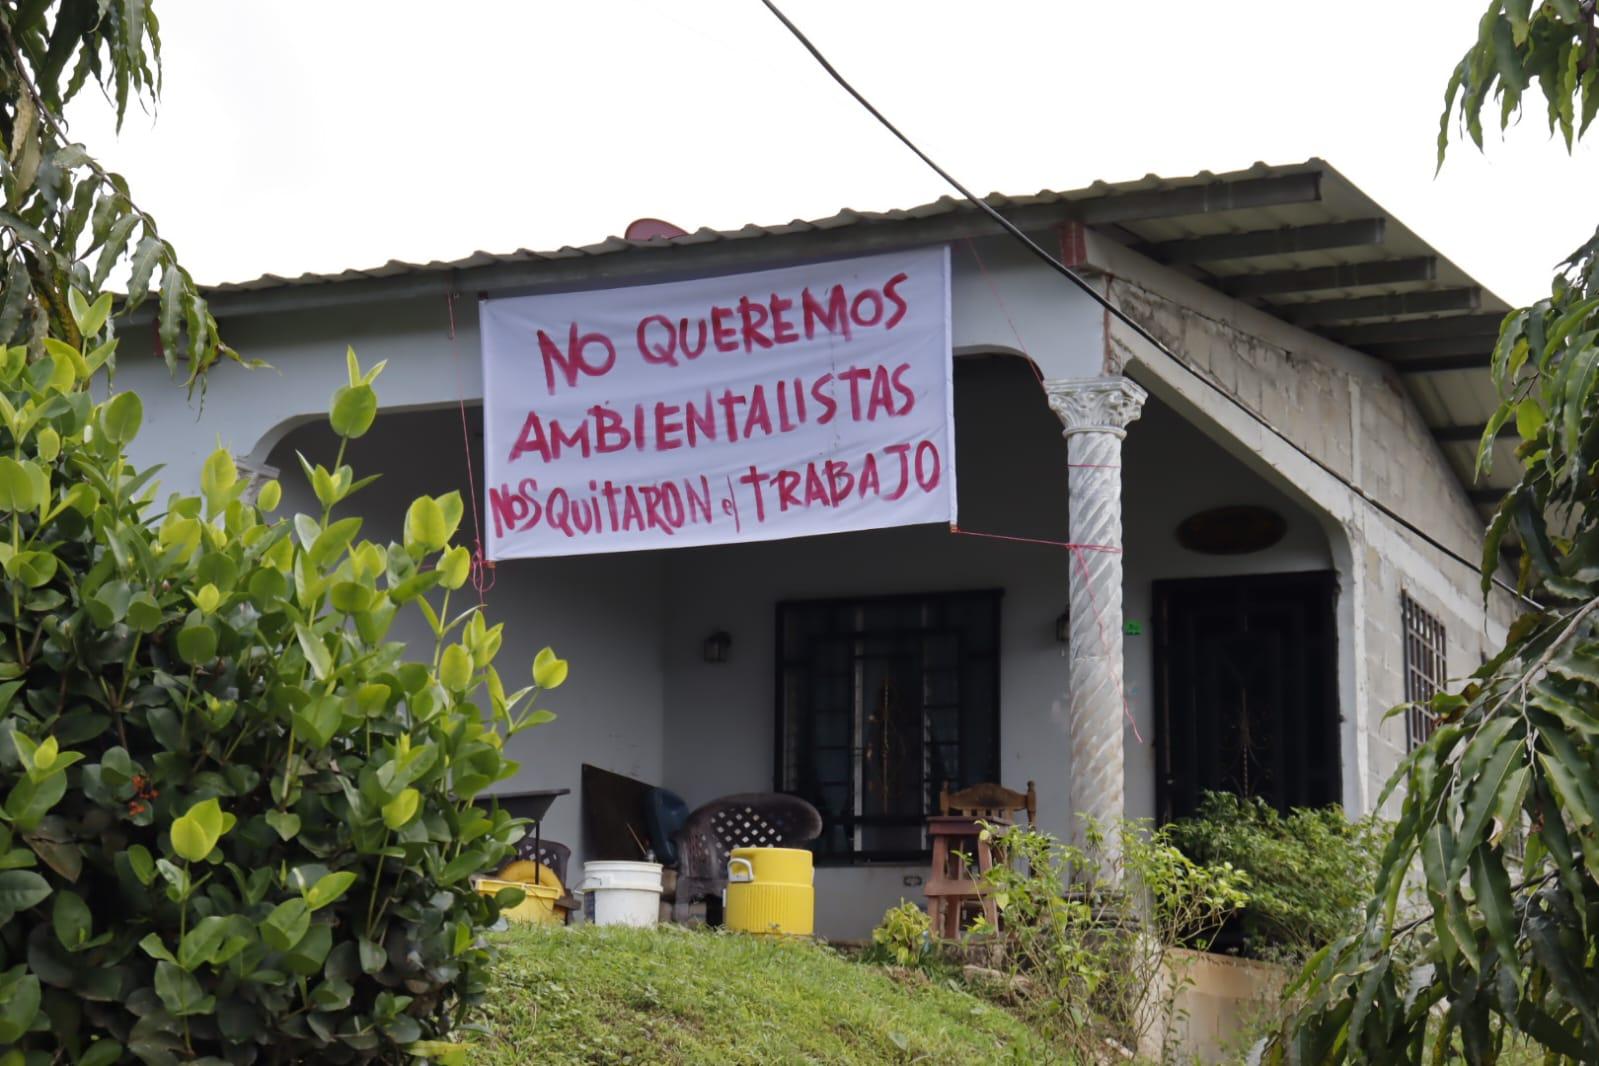 NO QUEREMOS
AMBIENTALISTAS
NOS QUITARON el TRABAJO